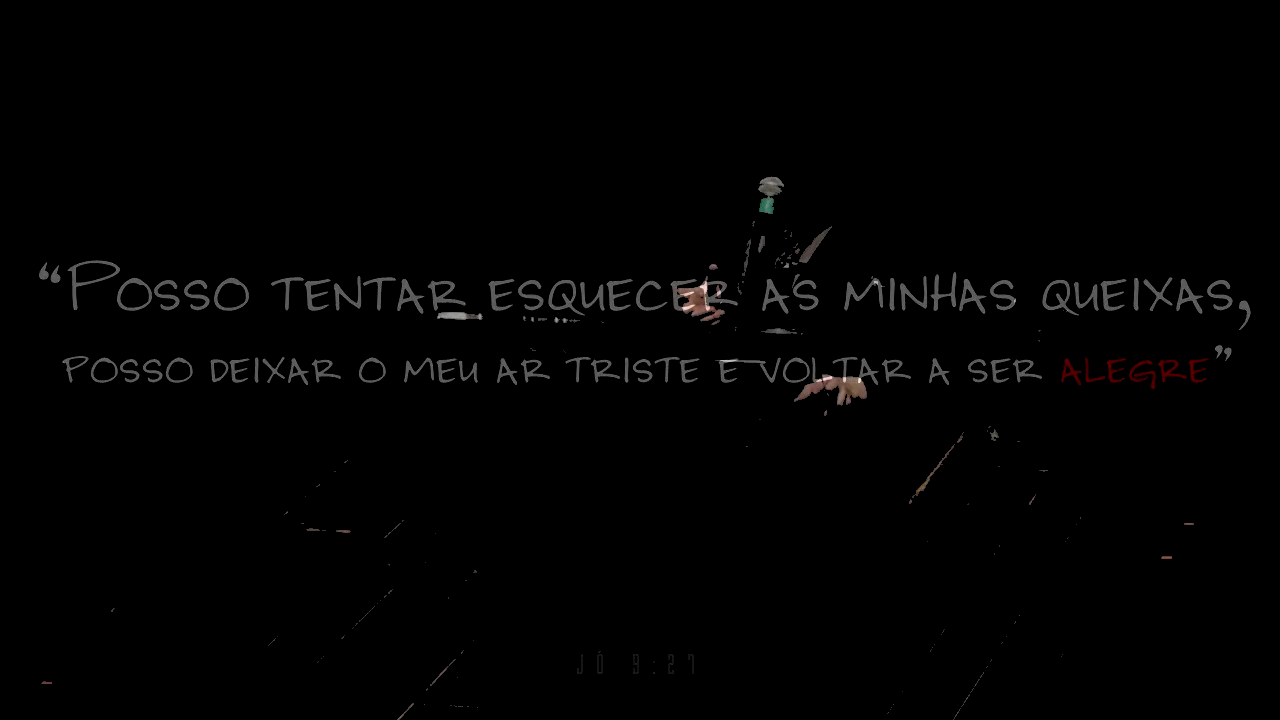 “Posso tentar esquecer as minhas queixas,
posso deixar o meu ar triste e voltar a ser alegre”
JÓ 9:27